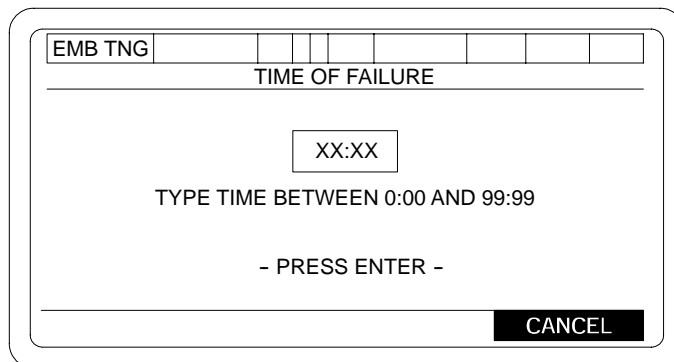 EMB TNG
TIME OF FAILURE
XX:XX
TYPE TIME BETWEEN 0:00 AND 99:99
- PRESS ENTER -
CANCEL